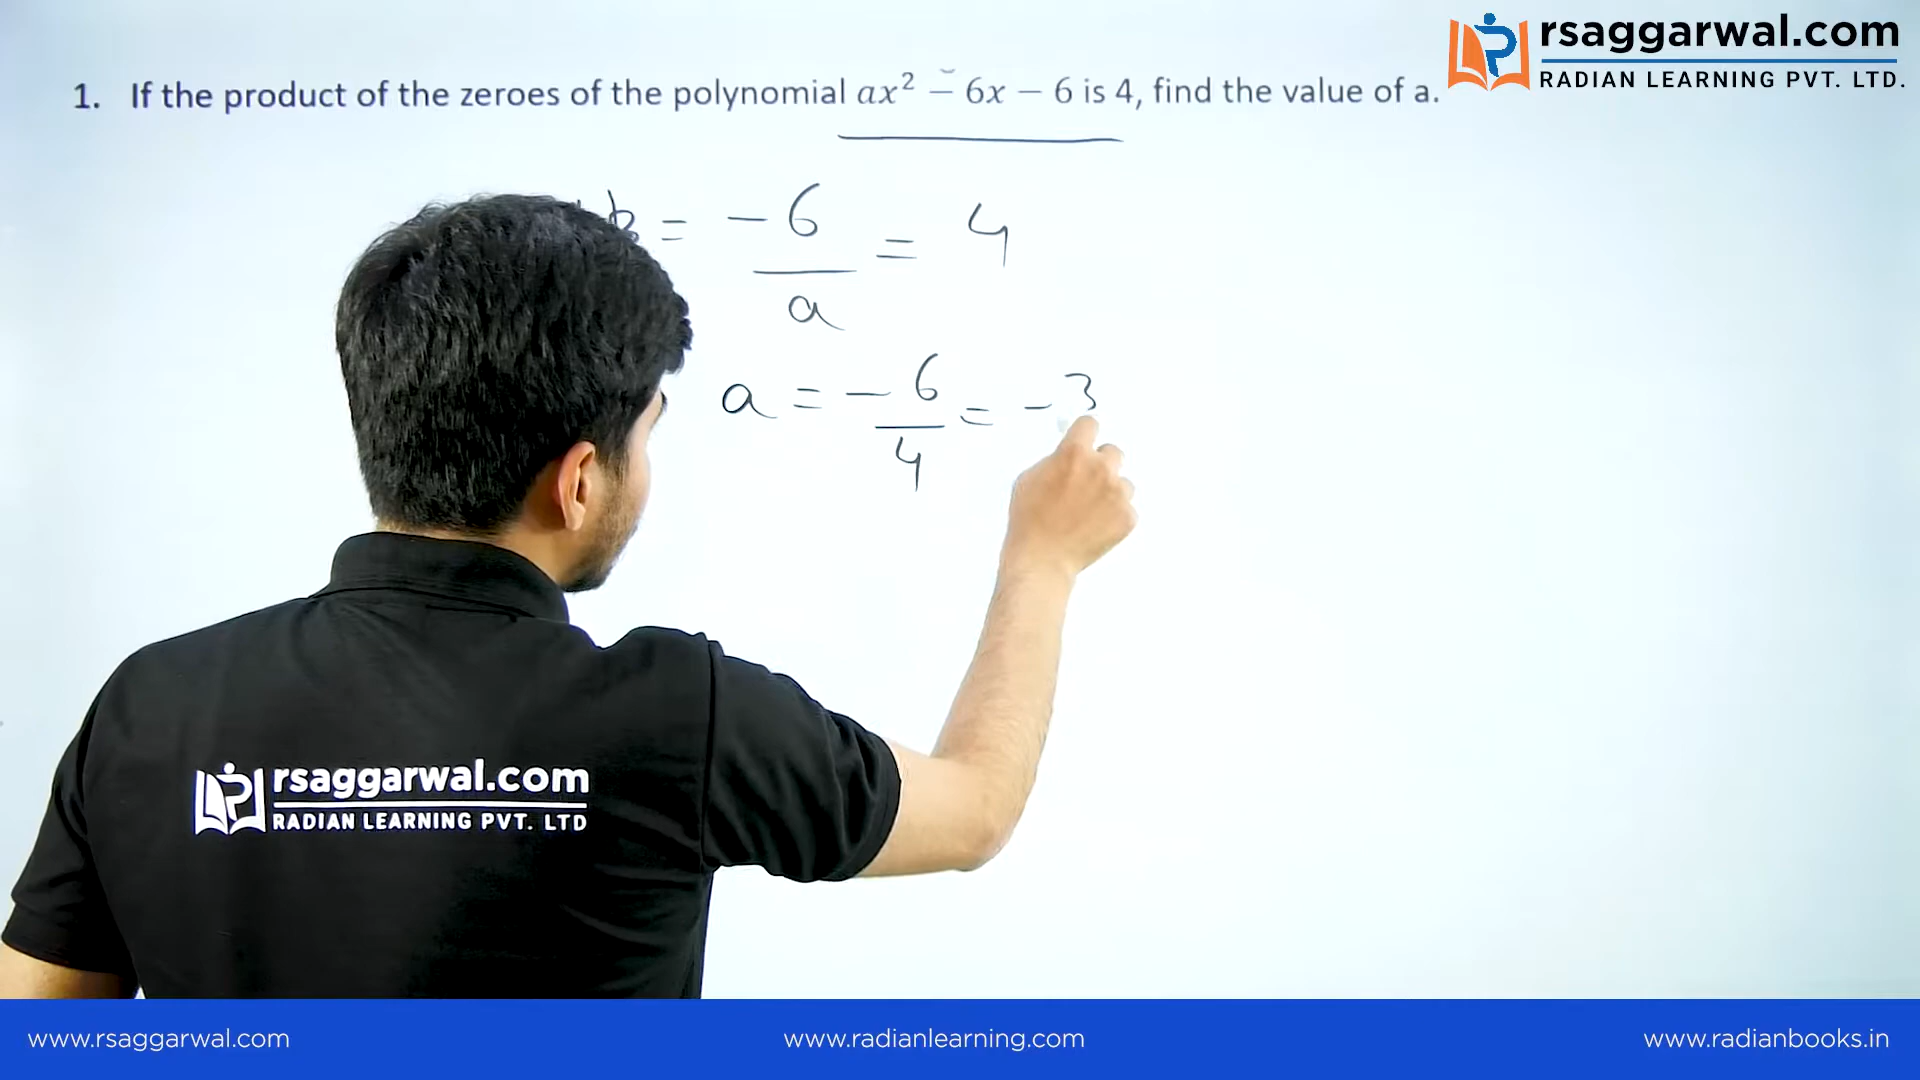 rsaggarwal.com
RADIAN LEARNING PVT. LTD.
1. If the product of the zeroes of the polynomial ax² − 6x − 6 is 4, find the value of a.
b = −6/a = 4
a = −6/4 = −3
rsaggarwal.com
RADIAN LEARNING PVT. LTD
www.rsaggarwal.com www.radianlearning.com www.radianbooks.in